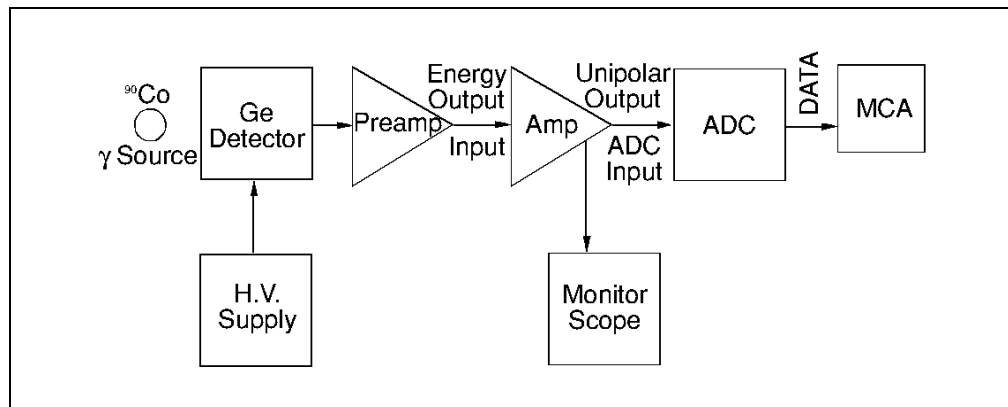 ⁹⁰Co
γ Source
Ge
Detector
Preamp
Energy
Output
Input
Amp
Unipolar
Output
ADC
Input
ADC
DATA
MCA
H.V.
Supply
Monitor
Scope